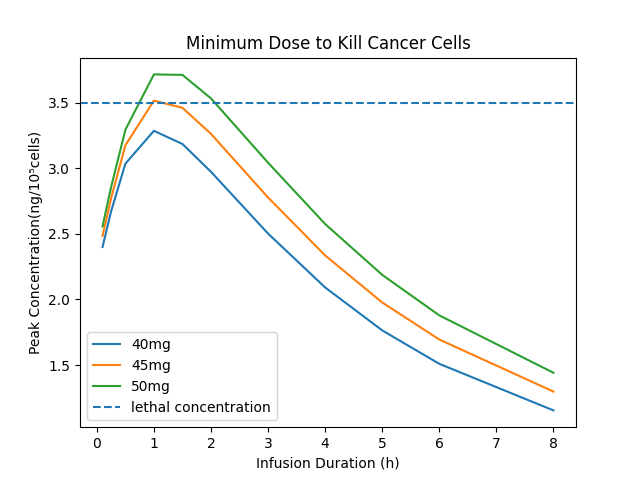 Minimum Dose to Kill Cancer Cells
Peak Concentration(ng/10⁵cells)
3.5
3.0
2.5
2.0
1.5
40mg
45mg
50mg
lethal concentration
0 1 2 3 4 5 6 7 8
Infusion Duration (h)